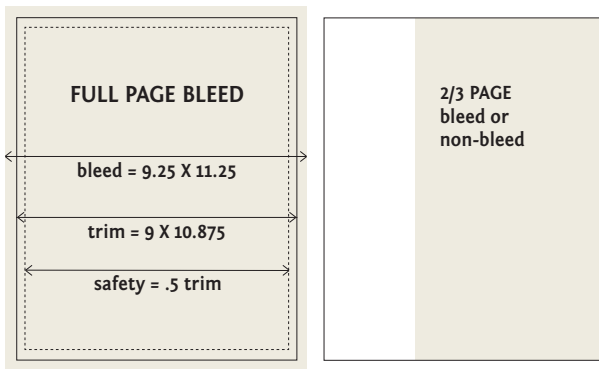 FULL PAGE BLEED
bleed = 9.25 X 11.25
trim = 9 X 10.875
safety = .5 trim
2/3 PAGE
bleed or
non-bleed